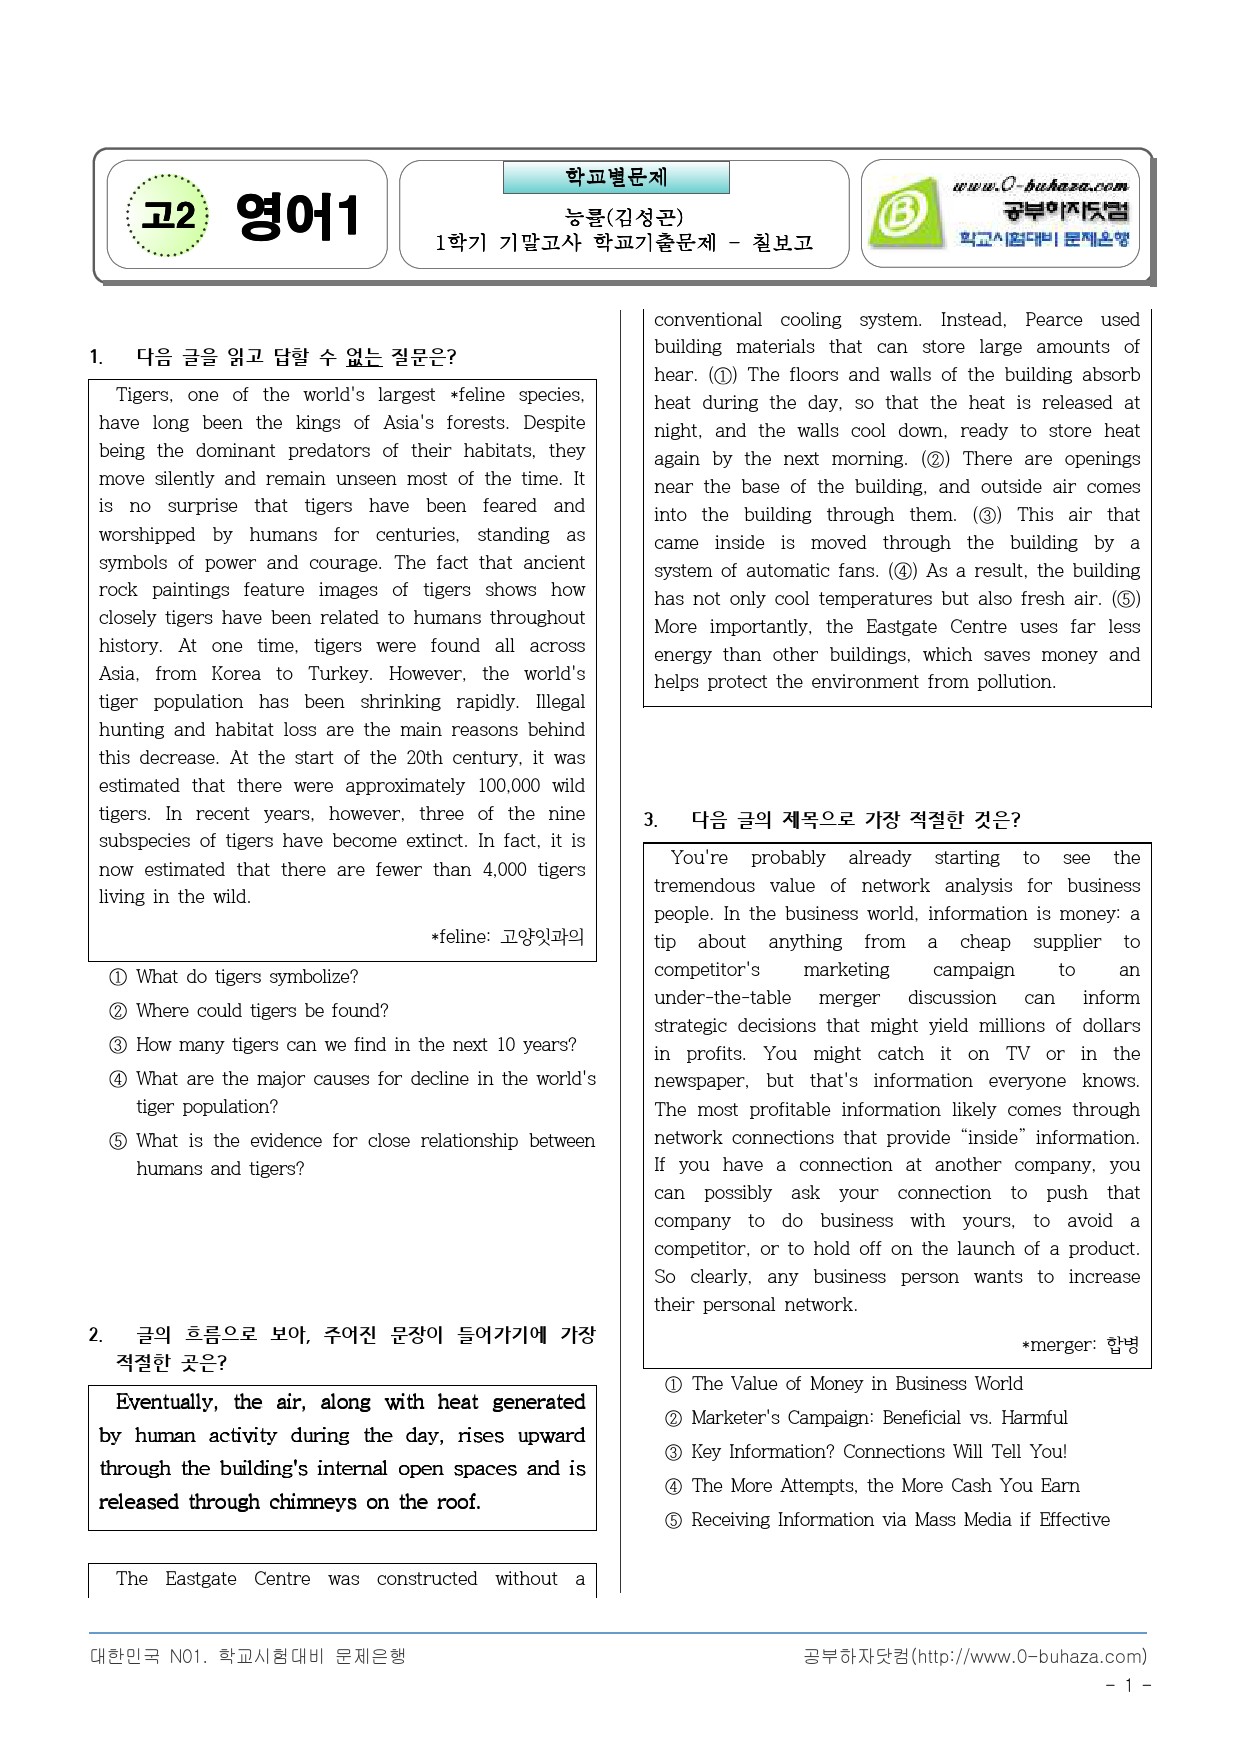 고2 영어1
학교별문제
능률(김성곤)
1학기 기말고사 학교기출문제 - 칠보고
www.0-buhaza.com
공부하자닷컴
학교시험대비 문제은행
1. 다음 글을 읽고 답할 수 없는 질문은?
Tigers, one of the world's largest *feline species,
have long been the kings of Asia's forests. Despite
being the dominant predators of their habitats, they
move silently and remain unseen most of the time. It
is no surprise that tigers have been feared and
worshipped by humans for centuries, standing as
symbols of power and courage. The fact that ancient
rock paintings feature images of tigers shows how
closely tigers have been related to humans throughout
history. At one time, tigers were found all across
Asia, from Korea to Turkey. However, the world's
tiger population has been shrinking rapidly. Illegal
hunting and habitat loss are the main reasons behind
this decrease. At the start of the 20th century, it was
estimated that there were approximately 100,000 wild
tigers. In recent years, however, three of the nine
subspecies of tigers have become extinct. In fact, it is
now estimated that there are fewer than 4,000 tigers
living in the wild.
*feline: 고양잇과의
① What do tigers symbolize?
② Where could tigers be found?
③ How many tigers can we find in the next 10 years?
④ What are the major causes for decline in the world's
tiger population?
⑤ What is the evidence for close relationship between
humans and tigers?
2. 글의 흐름으로 보아, 주어진 문장이 들어가기에 가장
적절한 곳은?
Eventually, the air, along with heat generated
by human activity during the day, rises upward
through the building's internal open spaces and is
released through chimneys on the roof.
The Eastgate Centre was constructed without a
conventional cooling system. Instead, Pearce used
building materials that can store large amounts of
hear. (①) The floors and walls of the building absorb
heat during the day, so that the heat is released at
night, and the walls cool down, ready to store heat
again by the next morning. (②) There are openings
near the base of the building, and outside air comes
into the building through them. (③) This air that
came inside is moved through the building by a
system of automatic fans. (④) As a result, the building
has not only cool temperatures but also fresh air. (⑤)
More importantly, the Eastgate Centre uses far less
energy than other buildings, which saves money and
helps protect the environment from pollution.
3. 다음 글의 제목으로 가장 적절한 것은?
You're probably already starting to see the
tremendous value of network analysis for business
people. In the business world, information is money: a
tip about anything from a cheap supplier to
competitor's marketing campaign to an
under-the-table merger discussion can inform
strategic decisions that might yield millions of dollars
in profits. You might catch it on TV or in the
newspaper, but that's information everyone knows.
The most profitable information likely comes through
network connections that provide “inside” information.
If you have a connection at another company, you
can possibly ask your connection to push that
company to do business with yours, to avoid a
competitor, or to hold off on the launch of a product.
So clearly, any business person wants to increase
their personal network.
*merger: 합병
① The Value of Money in Business World
② Marketer's Campaign: Beneficial vs. Harmful
③ Key Information? Connections Will Tell You!
④ The More Attempts, the More Cash You Earn
⑤ Receiving Information via Mass Media if Effective
대한민국 N01. 학교시험대비 문제은행
공부하자닷컴(http://www.0-buhaza.com)
- 1 -